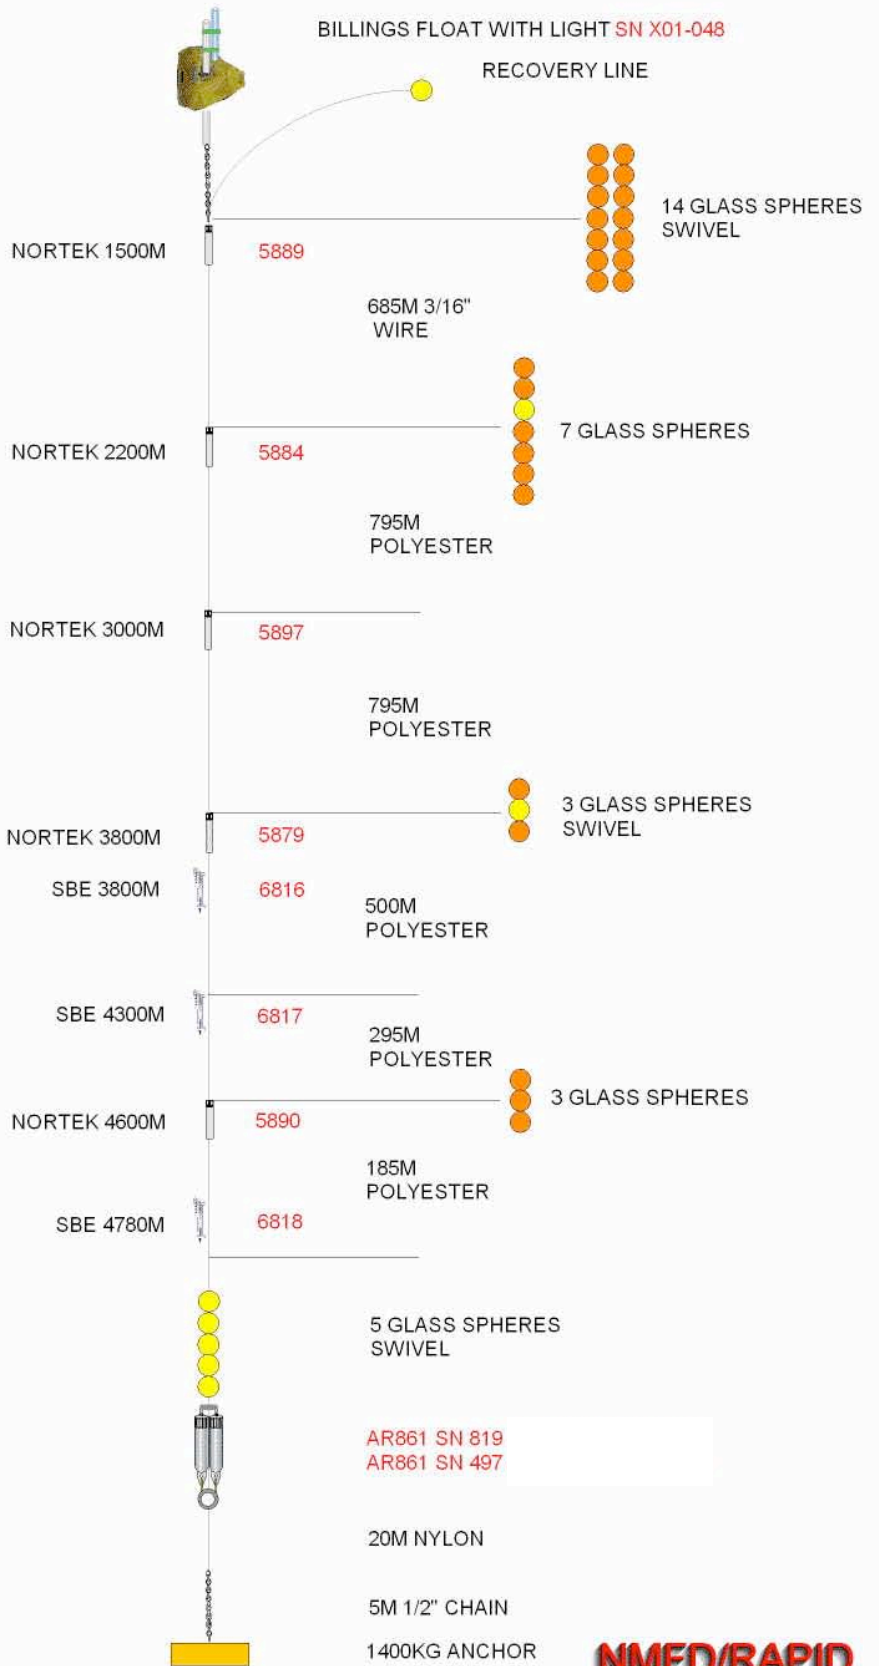 BILLINGS FLOAT WITH LIGHT SN X01-048
RECOVERY LINE
14 GLASS SPHERES
SWIVEL
NORTEK 1500M 5889
685M 3/16"
WIRE
7 GLASS SPHERES
NORTEK 2200M 5884
795M
POLYESTER
NORTEK 3000M 5897
795M
POLYESTER
3 GLASS SPHERES
SWIVEL
NORTEK 3800M 5879
SBE 3800M 6816
500M
POLYESTER
SBE 4300M 6817
295M
POLYESTER
3 GLASS SPHERES
NORTEK 4600M 5890
185M
POLYESTER
SBE 4780M 6818
5 GLASS SPHERES
SWIVEL
AR861 SN 819
AR861 SN 497
20M NYLON
5M 1/2" CHAIN
1400KG ANCHOR
NMFD/RAPID